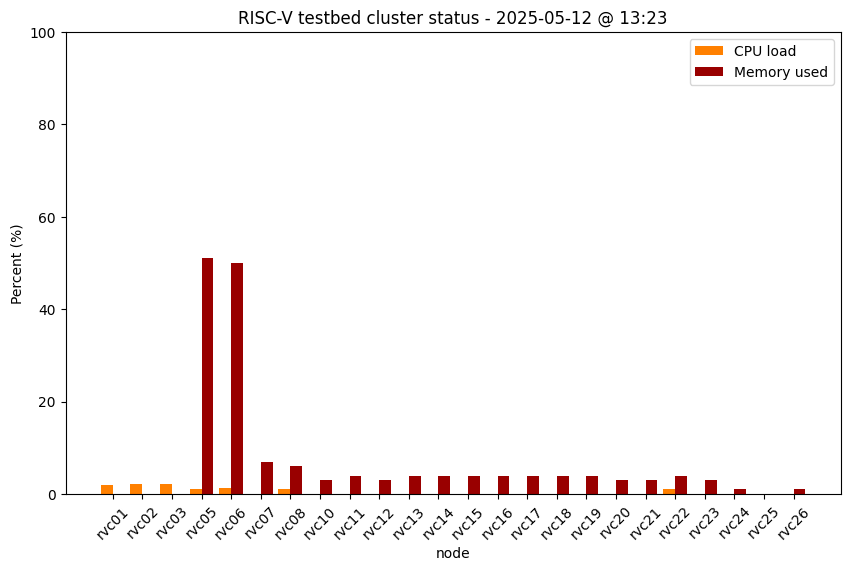 RISC-V testbed cluster status - 2025-05-12 @ 13:23
CPU load
Memory used
Percent (%)
100
80
60
40
20
0
rvc01 rvc02 rvc03 rvc05 rvc06 rvc07 rvc08 rvc10 rvc11 rvc12 rvc13 rvc14 rvc15 rvc16 rvc17 rvc18 rvc19 rvc20 rvc21 rvc22 rvc23 rvc24 rvc25 rvc26
node